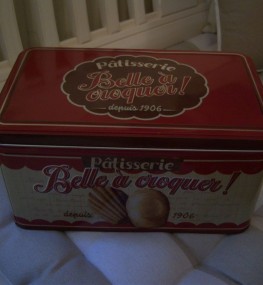 Pâtisserie
Belle à
croquer!
depuis 1906
Pâtisserie
Belle à croquer!
depuis 1906